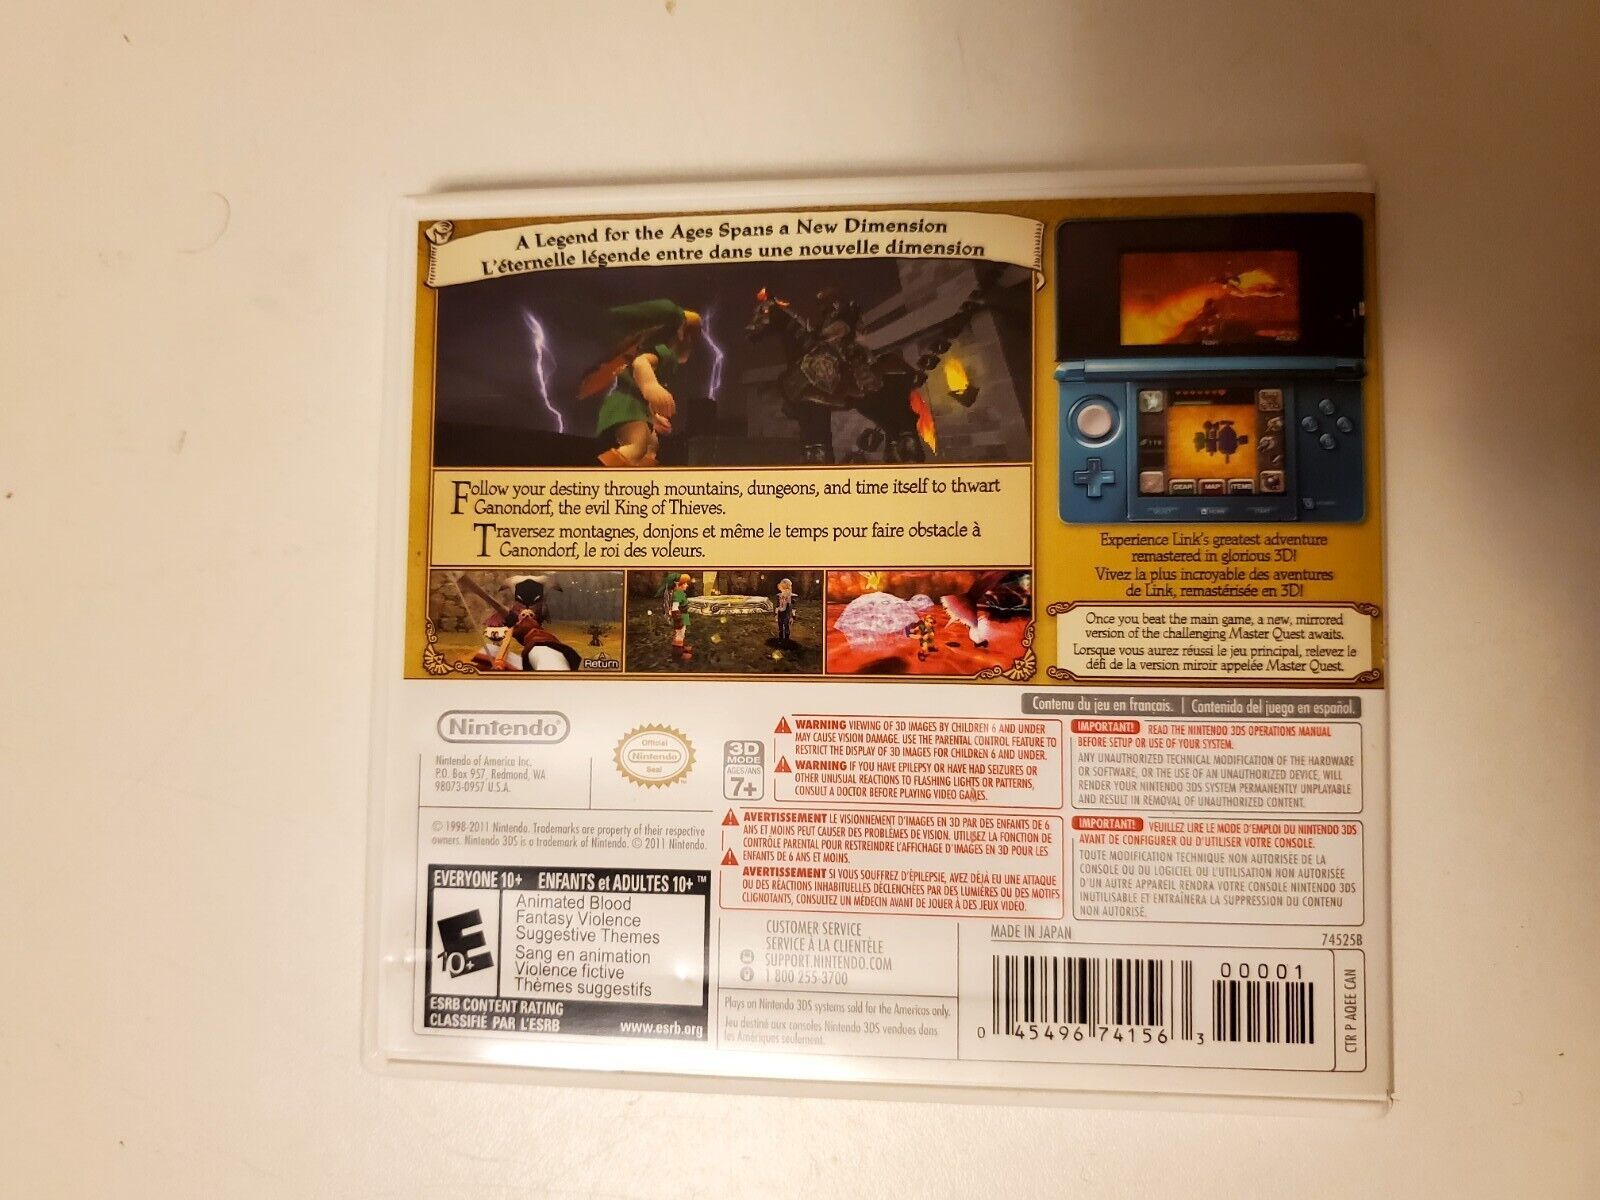 A Legend for the Ages Spans a New Dimension
L'éternelle légende entre dans une nouvelle dimension
Follow your destiny through mountains, dungeons, and time itself to thwart
Ganondorf, the evil King of Thieves.
Traversez montagnes, donjons et même le temps pour faire obstacle à
Ganondorf, le roi des voleurs.
A
Return
Navi
GEAR MAP ITEMS
SELECT HOME START
Experience Link's greatest adventure
remastered in glorious 3D!
Vivez la plus incroyable des aventures
de Link, remastérisée en 3D!
Once you beat the main game, a new, mirrored
version of the challenging Master Quest awaits.
Lorsque vous aurez réussi le jeu principal, relevez le
défi de la version miroir appelée Master Quest.
Contenu du jeu en français. | Contenido del juego en español.
Nintendo®
Nintendo of America Inc.
P.O. Box 957, Redmond, WA
98073-0957 U.S.A.
Official
Nintendo
Seal
3D
MODE
AGES/ANS
7+
WARNING VIEWING OF 3D IMAGES BY CHILDREN 6 AND UNDER
MAY CAUSE VISION DAMAGE. USE THE PARENTAL CONTROL FEATURE TO
RESTRICT THE DISPLAY OF 3D IMAGES FOR CHILDREN 6 AND UNDER.
WARNING IF YOU HAVE EPILEPSY OR HAVE HAD SEIZURES OR
OTHER UNUSUAL REACTIONS TO FLASHING LIGHTS OR PATTERNS,
CONSULT A DOCTOR BEFORE PLAYING VIDEO GAMES.
IMPORTANT! READ THE NINTENDO 3DS OPERATIONS MANUAL
BEFORE SETUP OR USE OF YOUR SYSTEM.
ANY UNAUTHORIZED TECHNICAL MODIFICATION OF THE HARDWARE
OR SOFTWARE, OR THE USE OF AN UNAUTHORIZED DEVICE, WILL
RENDER YOUR NINTENDO 3DS SYSTEM PERMANENTLY UNPLAYABLE
AND RESULT IN REMOVAL OF UNAUTHORIZED CONTENT.
© 1998-2011 Nintendo. Trademarks are property of their respective
owners. Nintendo 3DS is a trademark of Nintendo. © 2011 Nintendo.
AVERTISSEMENT LE VISIONNEMENT D'IMAGES EN 3D PAR DES ENFANTS DE 6
ANS ET MOINS PEUT CAUSER DES PROBLÈMES DE VISION. UTILISEZ LA FONCTION DE
CONTRÔLE PARENTAL POUR RESTREINDRE L'AFFICHAGE D'IMAGES EN 3D POUR LES
ENFANTS DE 6 ANS ET MOINS.
AVERTISSEMENT SI VOUS SOUFFREZ D'ÉPILEPSIE, AVEZ DÉJÀ EU UNE ATTAQUE
OU DES RÉACTIONS INHABITUELLES DÉCLENCHÉES PAR DES LUMIÈRES OU DES MOTIFS
CLIGNOTANTS, CONSULTEZ UN MÉDECIN AVANT DE JOUER À DES JEUX VIDÉO.
IMPORTANT! VEUILLEZ LIRE LE MODE D'EMPLOI DU NINTENDO 3DS
AVANT DE CONFIGURER OU D'UTILISER VOTRE CONSOLE.
TOUTE MODIFICATION TECHNIQUE NON AUTORISÉE DE LA
CONSOLE OU DU LOGICIEL OU L'UTILISATION NON AUTORISÉE
D'UN AUTRE APPAREIL RENDRA VOTRE CONSOLE NINTENDO 3DS
INUTILISABLE ET ENTRAÎNERA LA SUPPRESSION DU CONTENU
NON AUTORISÉ.
EVERYONE 10+ ENFANTS et ADULTES 10+ ™
E
10+
Animated Blood
Fantasy Violence
Suggestive Themes
Sang en animation
Violence fictive
Thèmes suggestifs
ESRB CONTENT RATING
CLASSIFIÉ PAR L'ESRB
www.esrb.org
CUSTOMER SERVICE
SERVICE À LA CLIENTÈLE
SUPPORT.NINTENDO.COM
1 800 255-3700
Plays on Nintendo 3DS systems sold for the Americas only.
Jeu destiné aux consoles Nintendo 3DS vendues dans
les Amériques seulement.
MADE IN JAPAN
74525B
00001
0 45496 74156 3
CTR P AQEE CAN